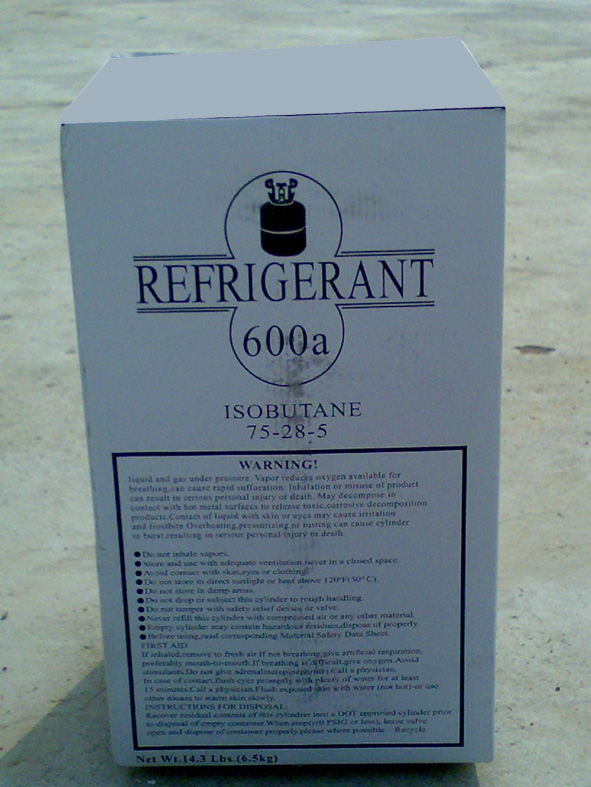 REFRIGERANT
600a
ISOBUTANE
75-28-5
WARNING!
liquid and gas under pressure. Vapor reduces oxygen available for
breathing,can cause rapid suffocation. Inhalation or misuse of product
can result in serious personal injury or death. May decompose in
contact with hot metal surfaces to release toxic,corrosive decomposition
products.Contact of liquid with skin or eyes may cause irritation
and frostbite.Overheating,pressurizing,or rusting can cause cylinder
to burst,resulting in serious personal injury or death.
●Do not inhale vapors.
●Store and use with adequate ventilation,never in a closed space.
●Avoid contact with skin,eyes or clothing.
●Do not store in direct sunlight or heat above 120°F(50°C).
●Do not store in damp areas.
●Do not drop or subject this cylinder to rough handling.
●Do not tamper with safety relief device or valve.
●Never refill this cylinder with compressed air or any other material.
●Empty cylinder may contain hazardous residues,dispose of properly.
●Before using,read corresponding Material Safety Data Sheet.
FIRST AID
If inhaled,remove to fresh air.If not breathing,give artificial respiration,
preferably mouth-to-mouth.If breathing is difficult,give oxygen.Avoid
stimulants.Do not give adrenaline(epinephrine).Call a physician.
In case of contact,flush eyes promptly with plenty of water for at least
15 minutes.Call a physician.Flush exposed skin with water (not hot)-or use
other means to warm skin slowly.
INSTRUCTIONS FOR DISPOSAL
Recover residual contents of this cylinder into a DOT approved cylinder prior
to disposal of empty container.When empty(0 PSIG or less), leave valve
open and dispose of container properly,please where possible - Recycle
Net Wt.14.3 Lbs.(6.5kg)